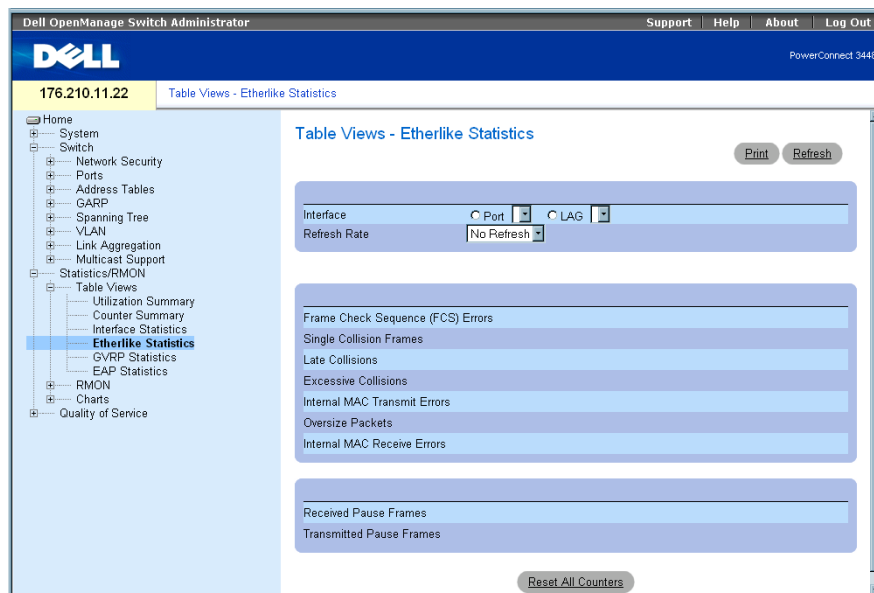 Dell OpenManage Switch Administrator
Support | Help | About | Log Out
DELL
PowerConnect 3448
176.210.11.22
Table Views - Etherlike Statistics
Home
System
Switch
Network Security
Ports
Address Tables
GARP
Spanning Tree
VLAN
Link Aggregation
Multicast Support
Statistics/RMON
Table Views
Utilization Summary
Counter Summary
Interface Statistics
Etherlike Statistics
GVRP Statistics
EAP Statistics
RMON
Charts
Quality of Service
Table Views - Etherlike Statistics
Print Refresh
Interface Port LAG
Refresh Rate No Refresh
Frame Check Sequence (FCS) Errors
Single Collision Frames
Late Collisions
Excessive Collisions
Internal MAC Transmit Errors
Oversize Packets
Internal MAC Receive Errors
Received Pause Frames
Transmitted Pause Frames
Reset All Counters